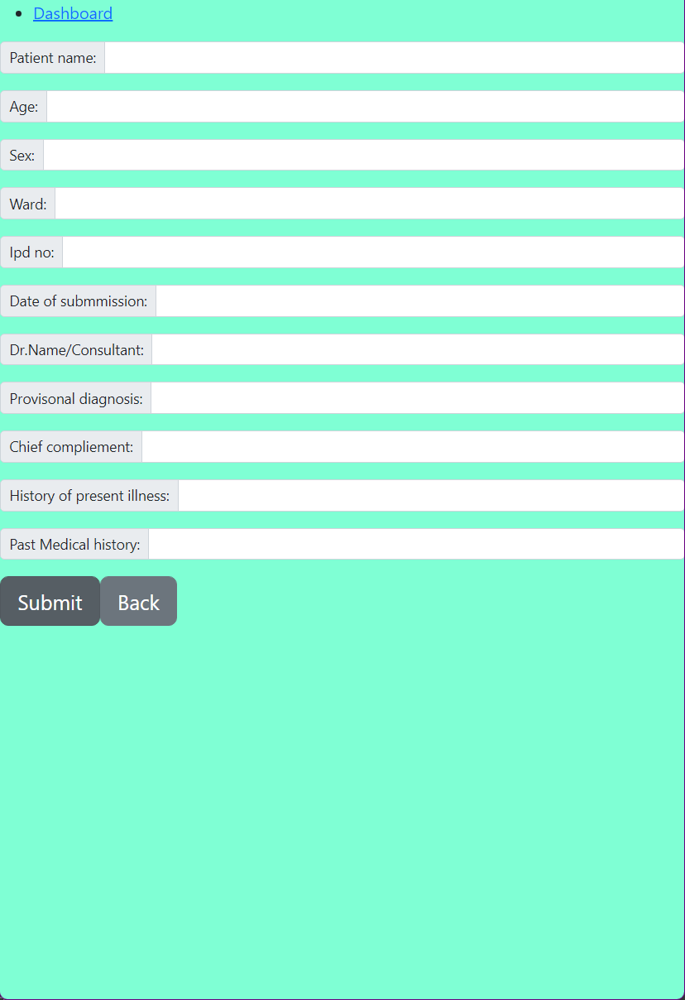 Dashboard
Patient name:
Age:
Sex:
Ward:
Ipd no:
Date of submmission:
Dr.Name/Consultant:
Provisonal diagnosis:
Chief compliement:
History of present illness:
Past Medical history:
Submit Back